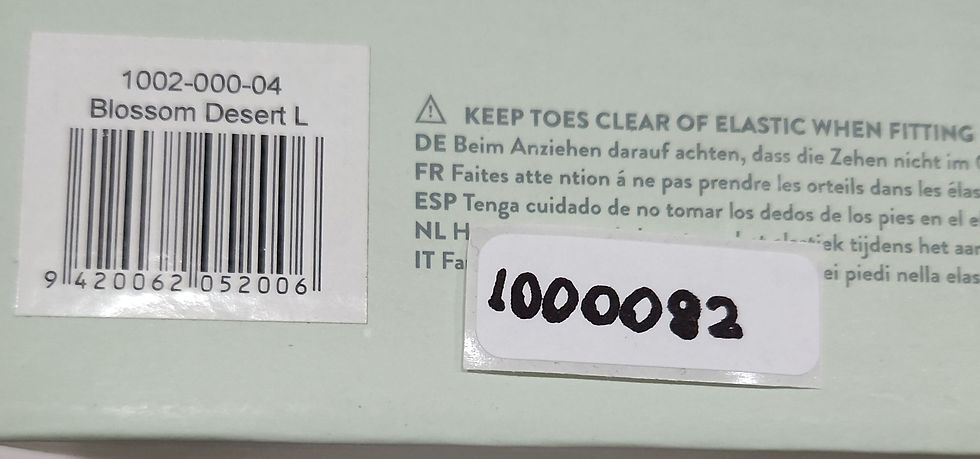 1002-000-04
Blossom Desert L
9 420062 052006
⚠ KEEP TOES CLEAR OF ELASTIC WHEN FITTING
DE Beim Anziehen darauf achten, dass die Zehen nicht im
FR Faites atte ntion á ne pas prendre les orteils dans les élas
ESP Tenga cuidado de no tomar los dedos de los pies en el e
NL H tijdens het aan
IT Fa ei piedi nella elas
1000082